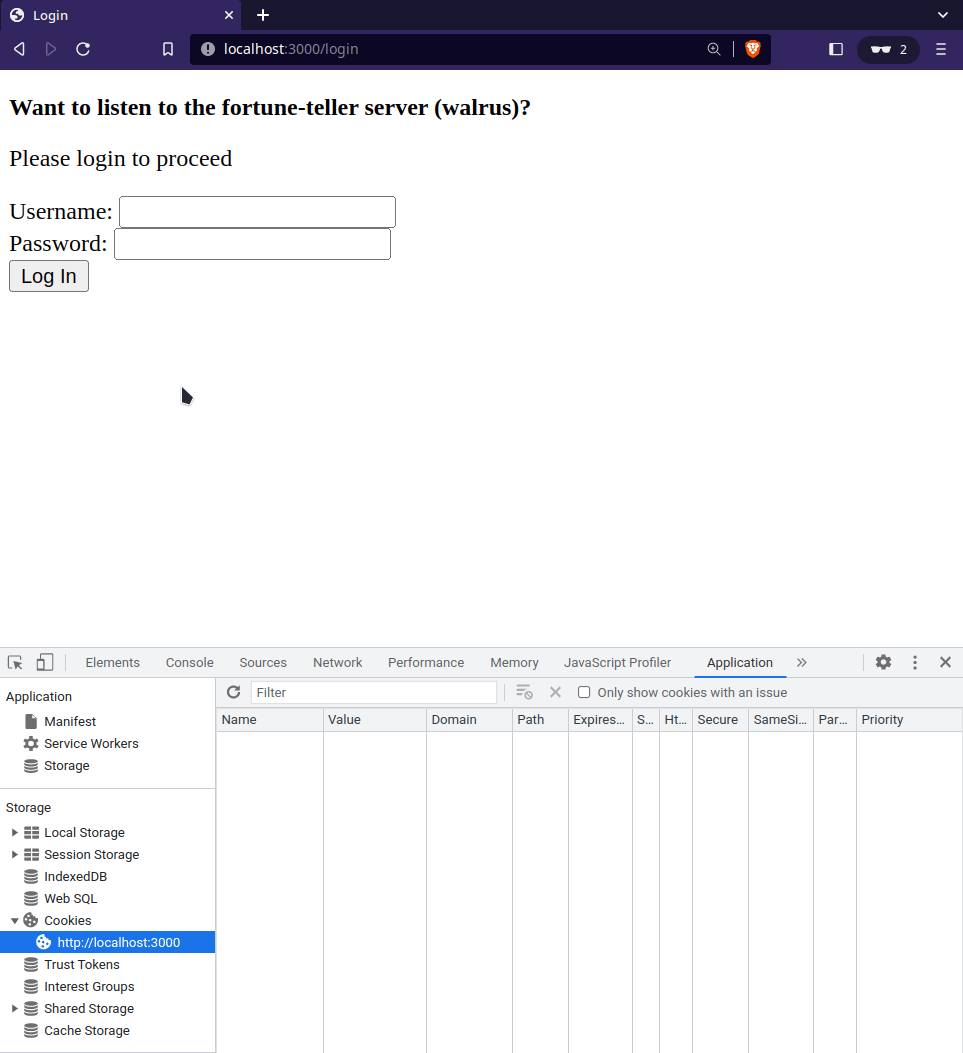 Login
localhost:3000/login
2
Want to listen to the fortune-teller server (walrus)?
Please login to proceed
Username:
Password:
Log In
Elements Console Sources Network Performance Memory JavaScript Profiler Application
Application
Manifest
Service Workers
Storage
Storage
Local Storage
Session Storage
IndexedDB
Web SQL
Cookies
http://localhost:3000
Trust Tokens
Interest Groups
Shared Storage
Cache Storage
Filter Only show cookies with an issue
Name Value Domain Path Expires... S... Ht... Secure SameSi... Par... Priority